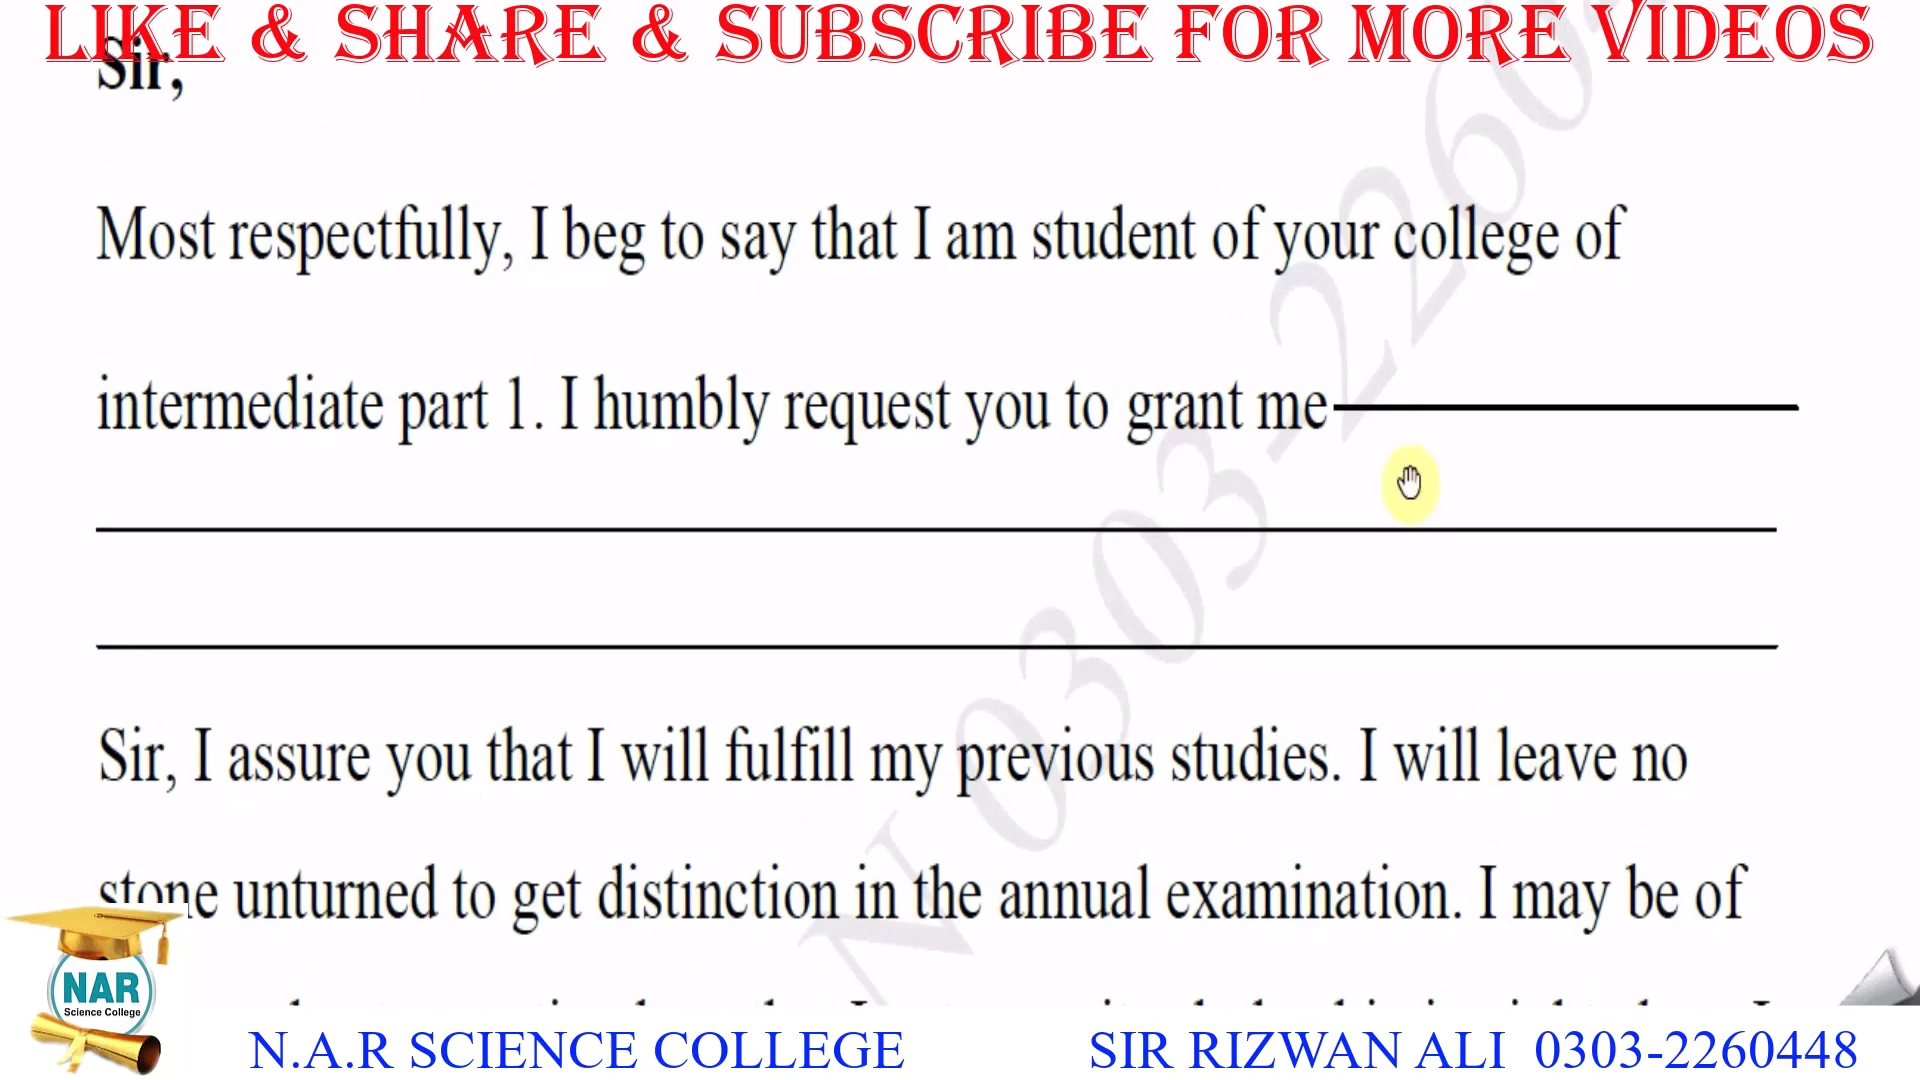 LIKE & SHARE & SUBSCRIBE FOR MORE VIDEOS
Sir,
Most respectfully, I beg to say that I am student of your college of
intermediate part 1. I humbly request you to grant me
Sir, I assure you that I will fulfill my previous studies. I will leave no
stone unturned to get distinction in the annual examination. I may be of
NAR
Science College
N.A.R SCIENCE COLLEGE SIR RIZWAN ALI 0303-2260448
N 0303-2260